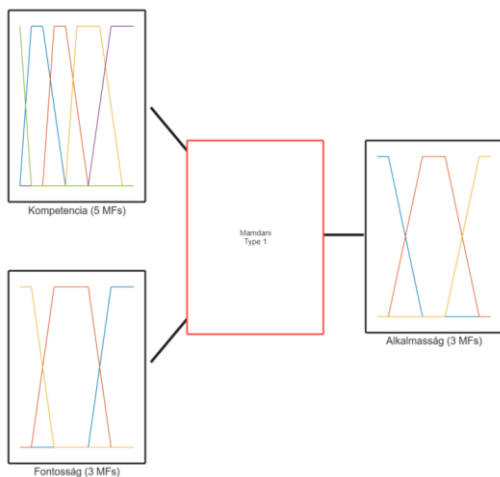 Kompetencia (5 MFs)
Mamdani
Type 1
Alkalmasság (3 MFs)
Fontosság (3 MFs)